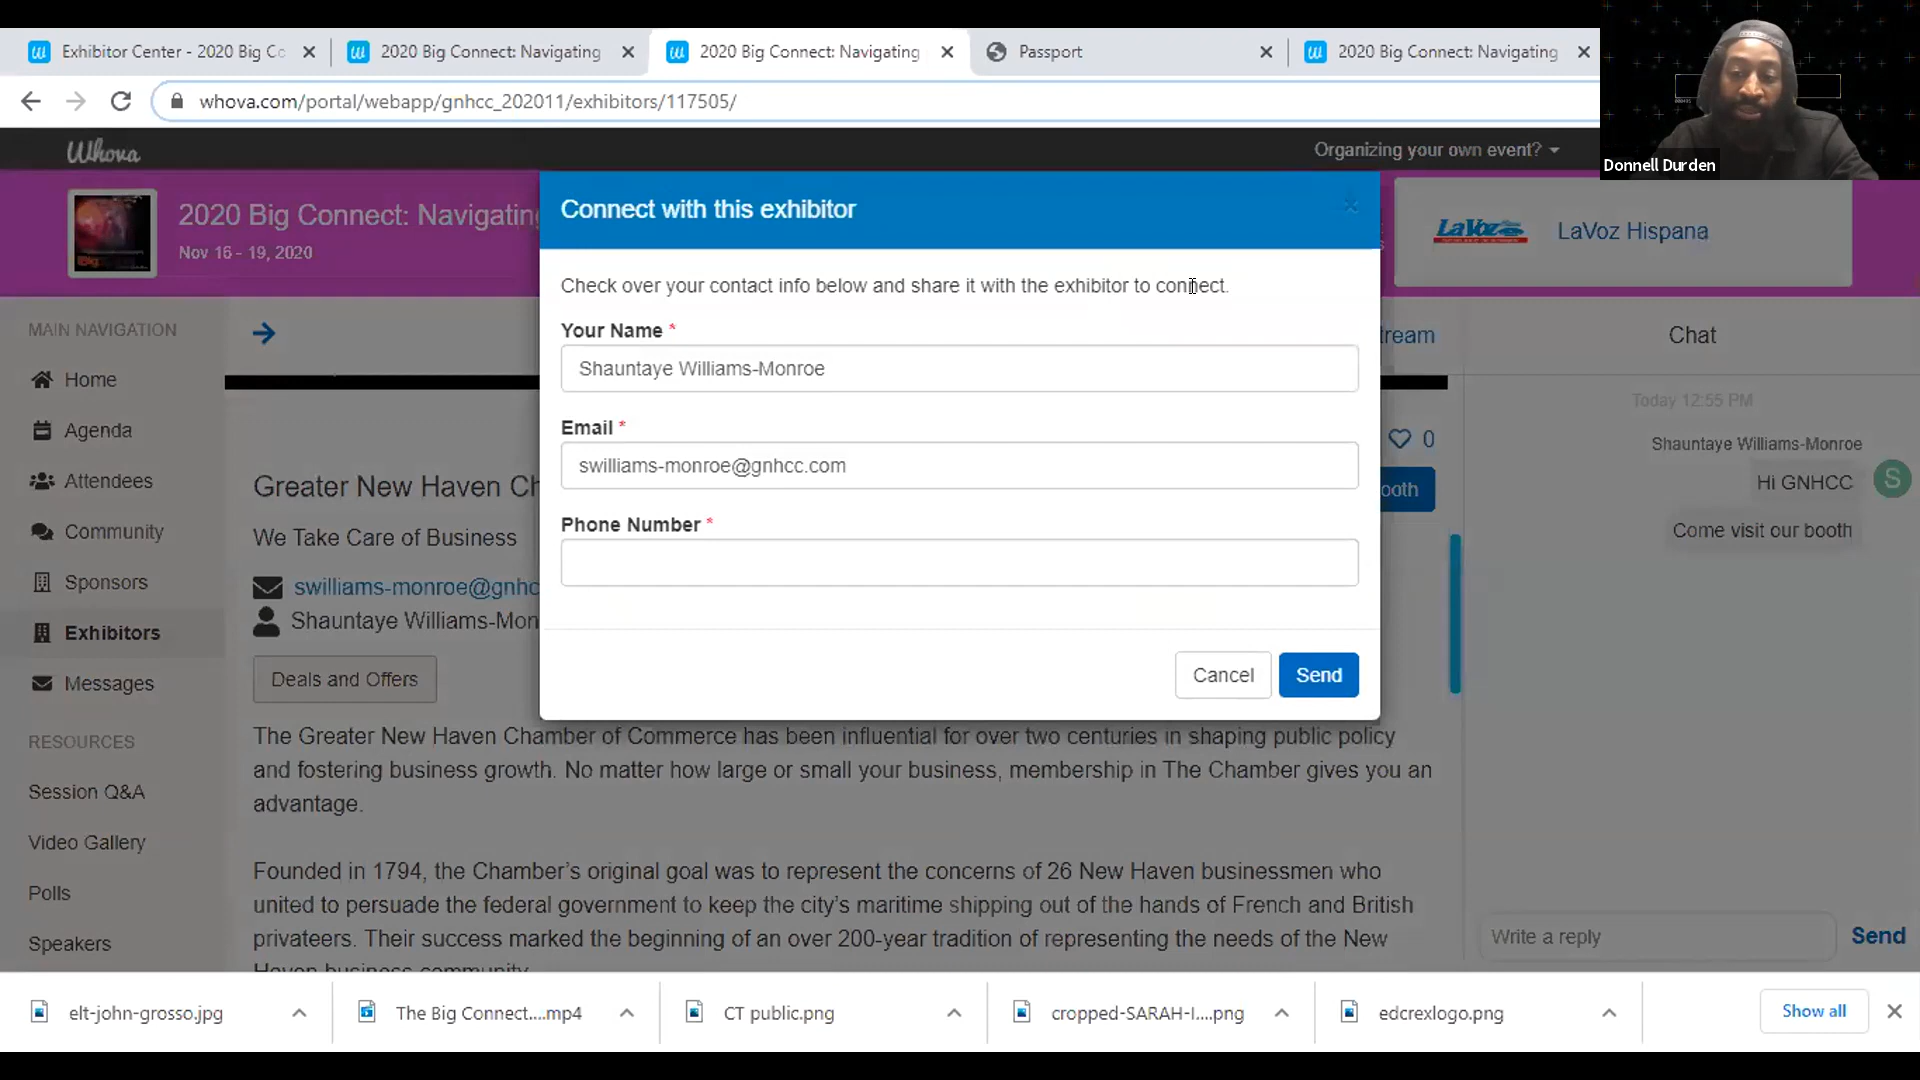 Exhibitor Center - 2020 Big Cc
2020 Big Connect: Navigating
2020 Big Connect: Navigating
Passport
2020 Big Connect: Navigating
whova.com/portal/webapp/gnhcc_202011/exhibitors/117505/
Donnell Durden
Whova
Organizing your own event?
2020 Big Connect: Navigating
Nov 16 - 19, 2020
LaVoz
LaVoz Hispana
Connect with this exhibitor
Check over your contact info below and share it with the exhibitor to connect.
Your Name *
Shauntaye Williams-Monroe
Email *
swilliams-monroe@gnhcc.com
Phone Number *
Cancel
Send
MAIN NAVIGATION
Home
Agenda
Attendees
Community
Sponsors
Exhibitors
Messages
RESOURCES
Session Q&A
Video Gallery
Polls
Speakers
ream
0
ooth
Greater New Haven Ch
We Take Care of Business
swilliams-monroe@gnhc
Shauntaye Williams-Mon
Deals and Offers
The Greater New Haven Chamber of Commerce has been influential for over two centuries in shaping public policy
and fostering business growth. No matter how large or small your business, membership in The Chamber gives you an
advantage.
Founded in 1794, the Chamber's original goal was to represent the concerns of 26 New Haven businessmen who
united to persuade the federal government to keep the city's maritime shipping out of the hands of French and British
privateers. Their success marked the beginning of an over 200-year tradition of representing the needs of the New
Haven business community.
Chat
Today 12:55 PM
Shauntaye Williams-Monroe
Hi GNHCC
S
Come visit our booth
Write a reply
Send
elt-john-grosso.jpg
The Big Connect....mp4
CT public.png
cropped-SARAH-I....png
edcrexlogo.png
Show all